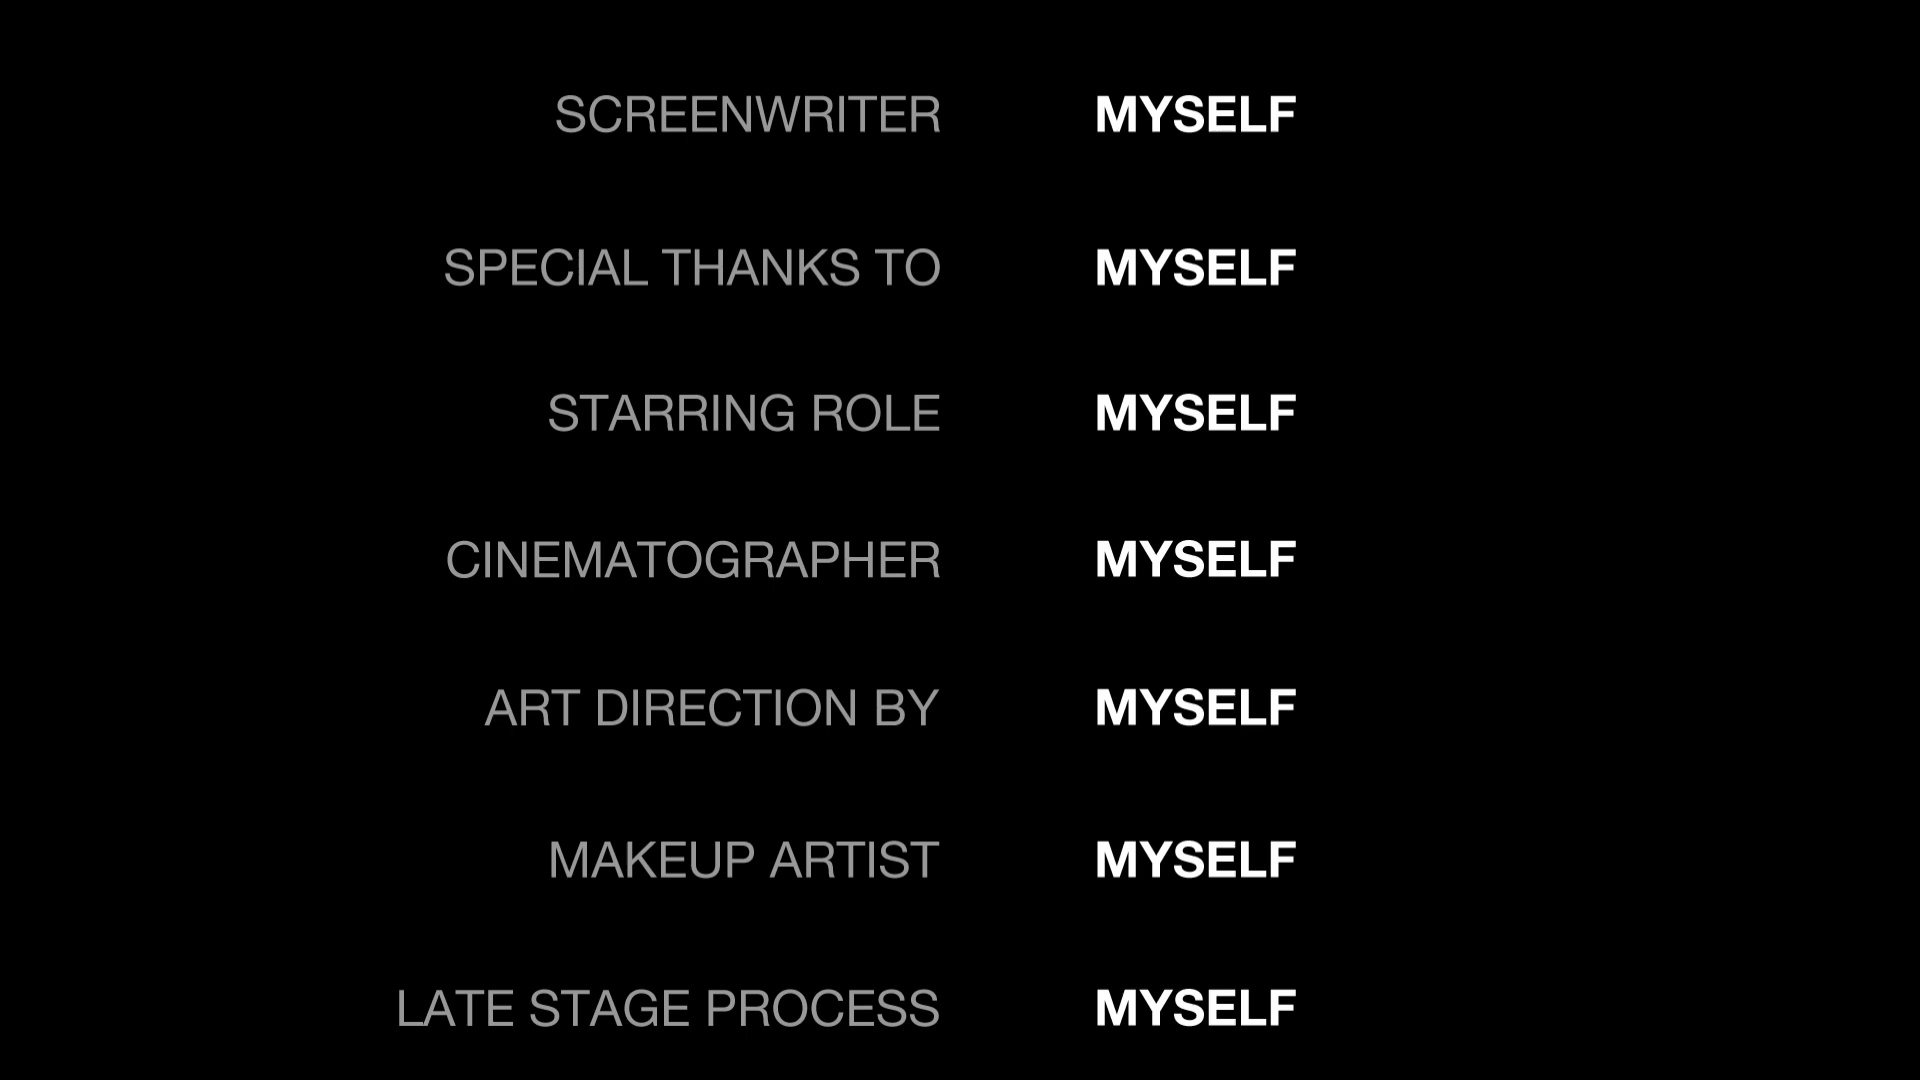 SCREENWRITER MYSELF
SPECIAL THANKS TO MYSELF
STARRING ROLE MYSELF
CINEMATOGRAPHER MYSELF
ART DIRECTION BY MYSELF
MAKEUP ARTIST MYSELF
LATE STAGE PROCESS MYSELF